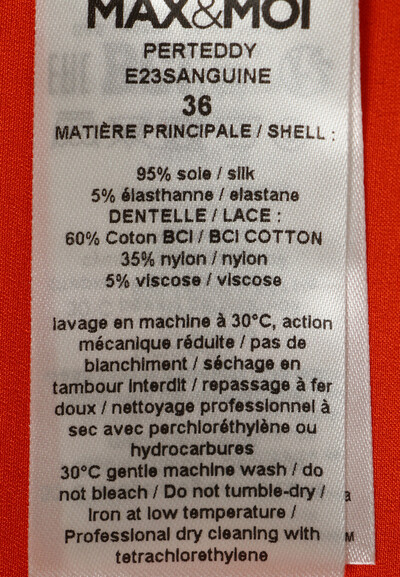 MAX&MOI
PERTEDDY
E23SANGUINE
36
MATIÈRE PRINCIPALE / SHELL :
95% soie / silk
5% élasthanne / elastane
DENTELLE / LACE :
60% Coton BCI / BCI COTTON
35% nylon / nylon
5% viscose / viscose
lavage en machine à 30°C, action
mécanique réduite / pas de
blanchiment / séchage en
tambour interdit / repassage à fer
doux / nettoyage professionnel à
sec avec perchloréthylène ou
hydrocarbures
30°C gentle machine wash / do
not bleach / Do not tumble-dry /
Iron at low temperature /
Professional dry cleaning with
tetrachlorethylene
a
M